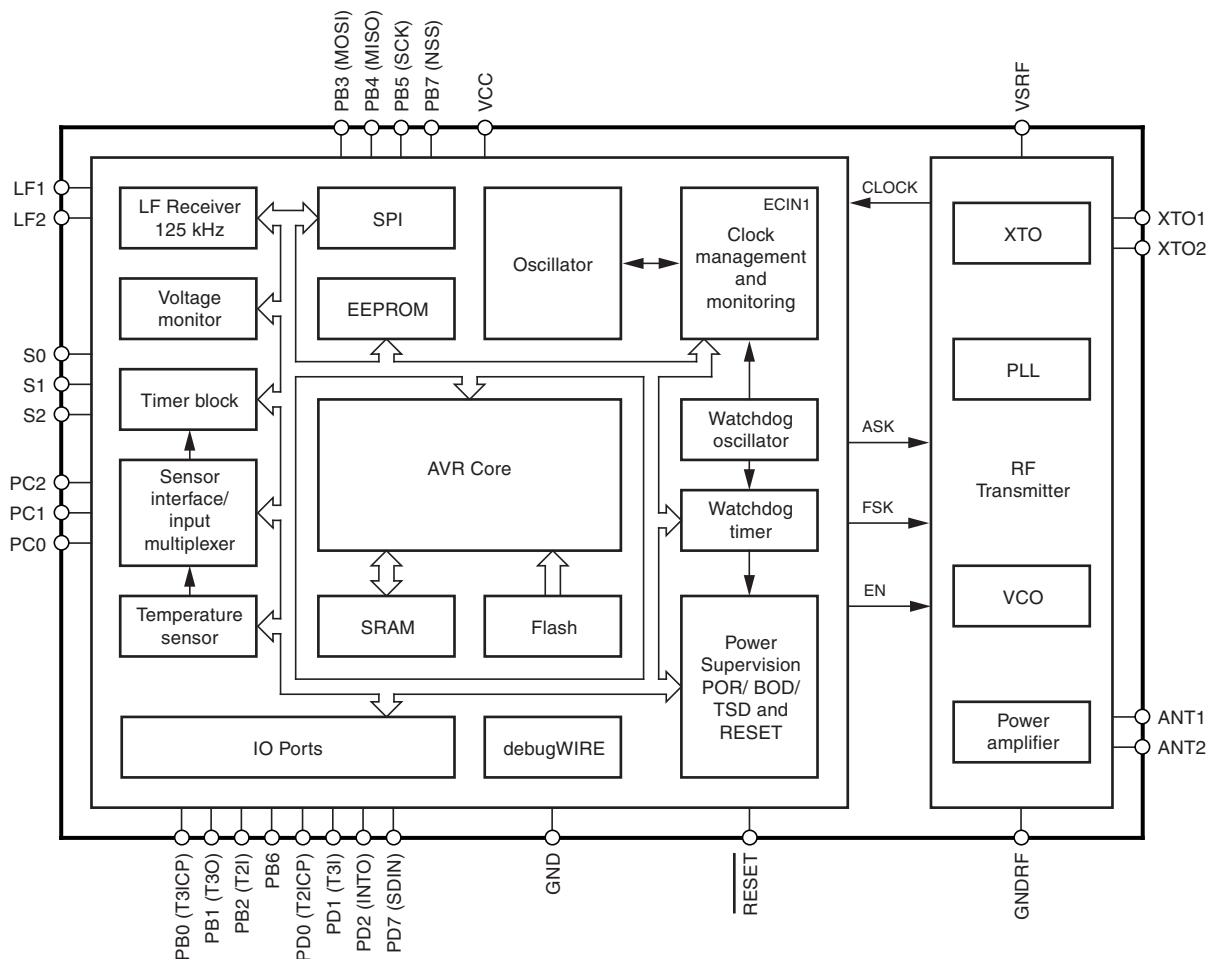 PB3 (MOSI)
PB4 (MISO)
PB5 (SCK)
PB7 (NSS)
VCC
VSRF
LF1
LF2
S0
S1
S2
PC2
PC1
PC0
LF Receiver
125 kHz
SPI
Oscillator
ECIN1
Clock
management
and
monitoring
Voltage
monitor
EEPROM
Timer block
AVR Core
Watchdog
oscillator
Sensor
interface/
input
multiplexer
Watchdog
timer
Temperature
sensor
SRAM
Flash
Power
Supervision
POR/ BOD/
TSD and
RESET
IO Ports
debugWIRE
CLOCK
ASK
FSK
EN
XTO
PLL
RF
Transmitter
VCO
Power
amplifier
XTO1
XTO2
ANT1
ANT2
PB0 (T3ICP)
PB1 (T3O)
PB2 (T2I)
PB6
PD0 (T2ICP)
PD1 (T3I)
PD2 (INTO)
PD7 (SDIN)
GND
RESET
GNDRF